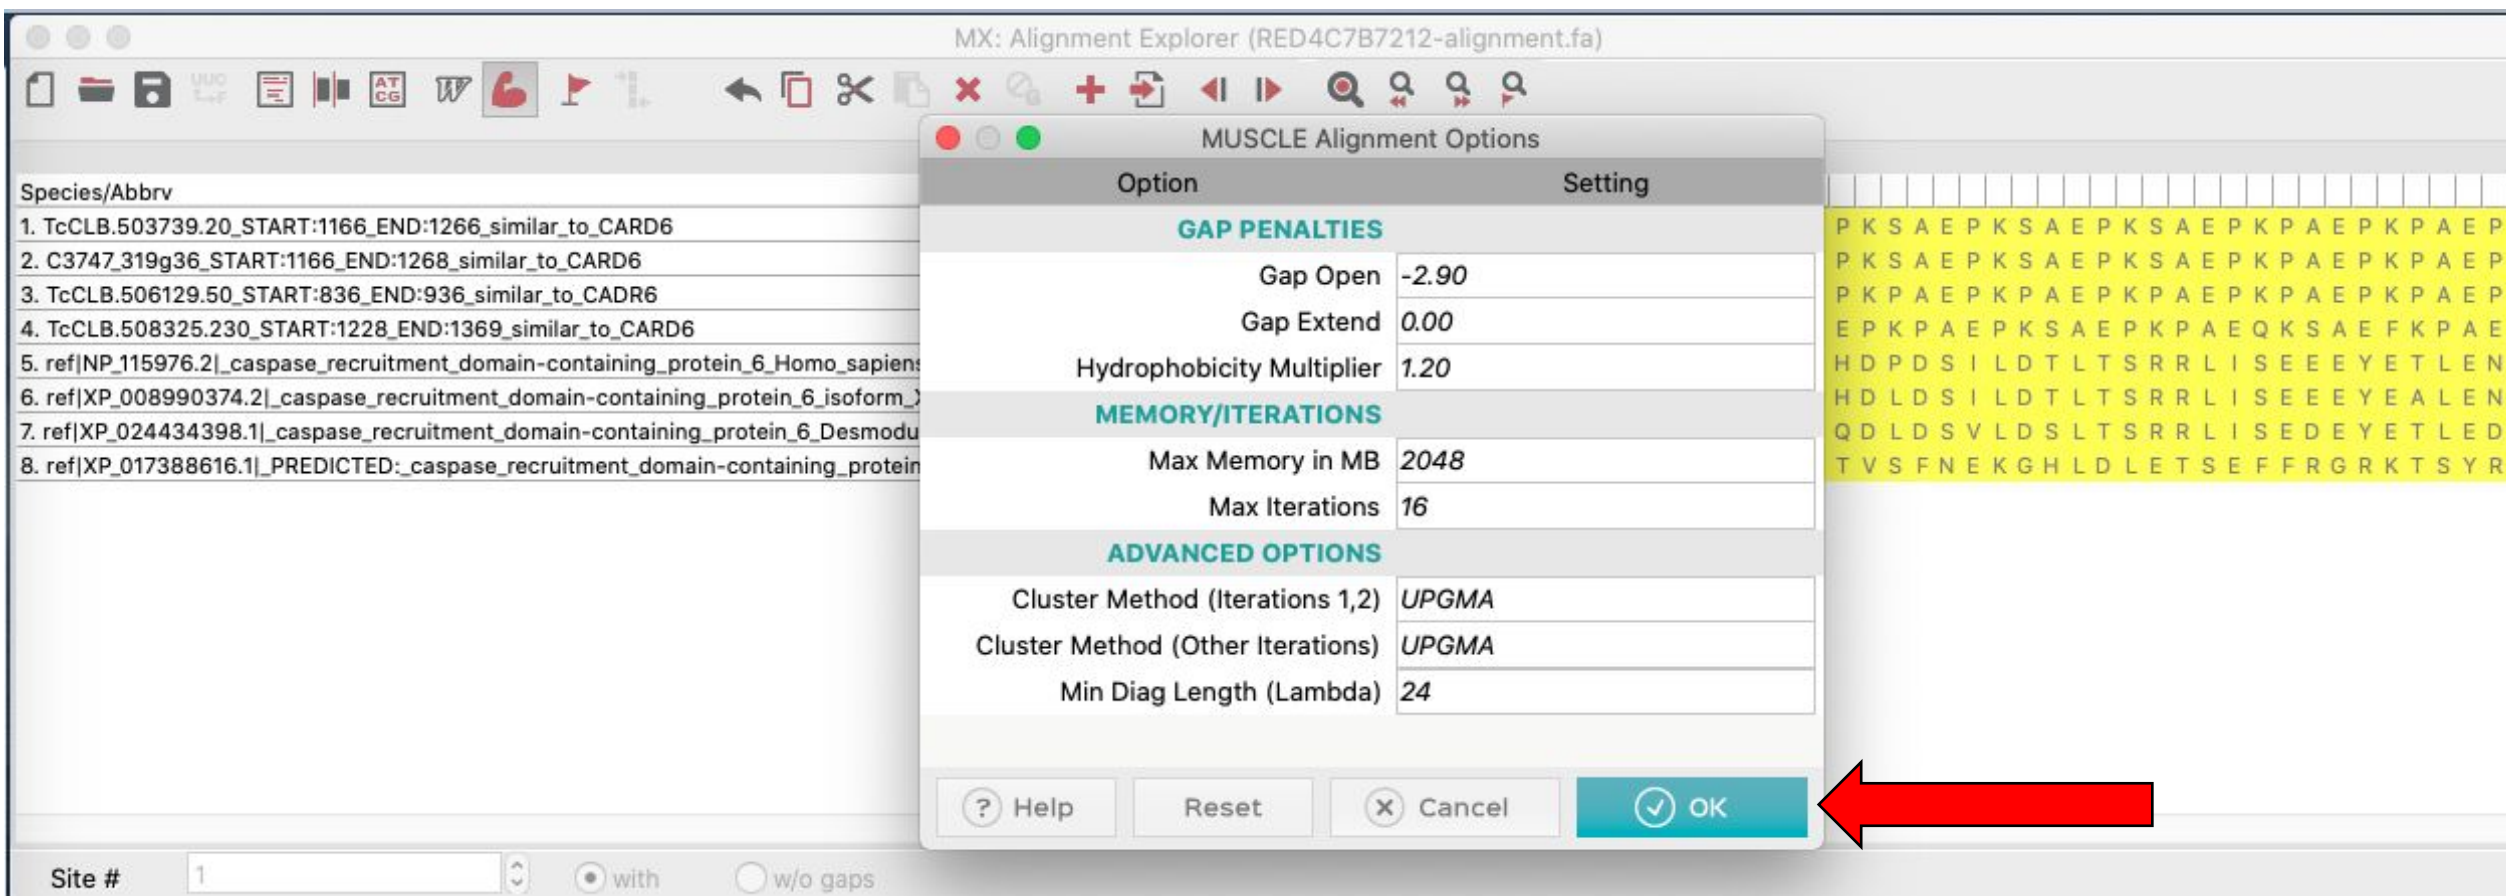 MX: Alignment Explorer (RED4C7B7212-alignment.fa)
UUC
AT
CG
W
MUSCLE Alignment Options
Option Setting
Species/Abbrv
1. TcCLB.503739.20_START:1166_END:1266_similar_to_CARD6
2. C3747_319g36_START:1166_END:1268_similar_to_CARD6
3. TcCLB.506129.50_START:836_END:936_similar_to_CADR6
4. TcCLB.508325.230_START:1228_END:1369_similar_to_CARD6
5. ref|NP_115976.2|_caspase_recruitment_domain-containing_protein_6_Homo_sapiens
6. ref|XP_008990374.2|_caspase_recruitment_domain-containing_protein_6_isoform_X
7. ref|XP_024434398.1|_caspase_recruitment_domain-containing_protein_6_Desmodu
8. ref|XP_017388616.1|_PREDICTED:_caspase_recruitment_domain-containing_protein
GAP PENALTIES
Gap Open -2.90
Gap Extend 0.00
Hydrophobicity Multiplier 1.20
MEMORY/ITERATIONS
Max Memory in MB 2048
Max Iterations 16
ADVANCED OPTIONS
Cluster Method (Iterations 1,2) UPGMA
Cluster Method (Other Iterations) UPGMA
Min Diag Length (Lambda) 24
? Help Reset Cancel OK
P K S A E P K S A E P K S A E P K P A E P K P A E P
P K S A E P K S A E P K S A E P K P A E P K P A E P
P K P A E P K P A E P K P A E P K P A E P K P A E P
E P K P A E P K S A E P K P A E Q K S A E F K P A E
H D P D S I L D T L T S R R L I S E E E Y E T L E N
H D L D S I L D T L T S R R L I S E E E Y E A L E N
Q D L D S V L D S L T S R R L I S E D E Y E T L E D
T V S F N E K G H L D L E T S E F F R G R K T S Y R
Site # 1 with w/o gaps